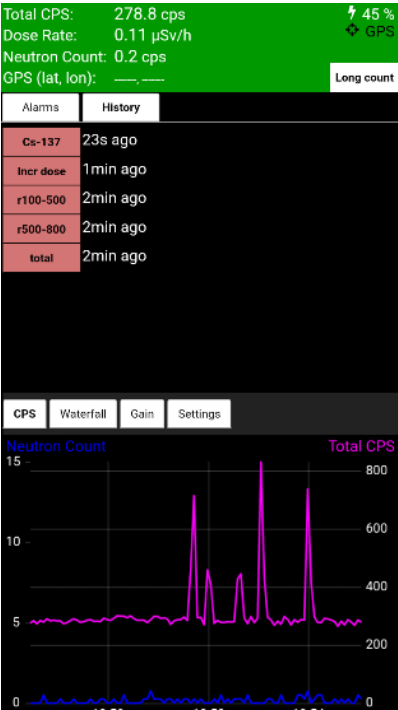 Total CPS: 278.8 cps 45 %
Dose Rate: 0.11 µSv/h GPS
Neutron Count: 0.2 cps
GPS (lat, lon): -----, -----
Long count
Alarms History
Cs-137 23s ago
Incr dose 1min ago
r100-500 2min ago
r500-800 2min ago
total 2min ago
CPS Waterfall Gain Settings
Neutron Count Total CPS
15 800
600
10
400
5
200
0 0